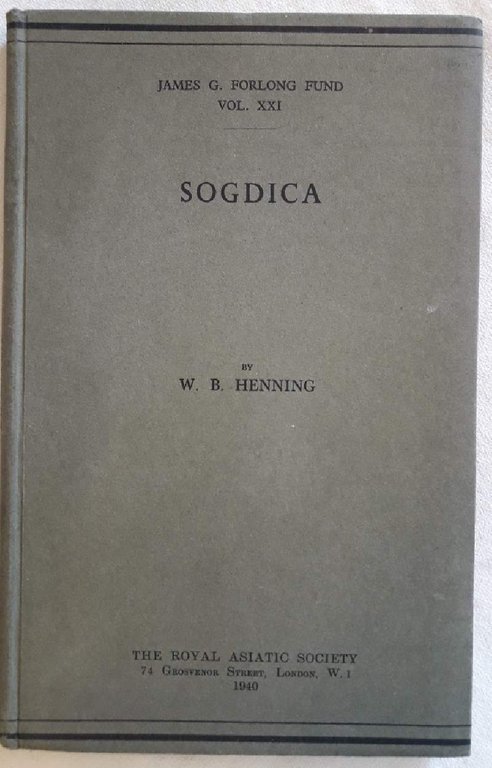 JAMES G. FORLONG FUND
VOL. XXI
SOGDICA
BY
W. B. HENNING
THE ROYAL ASIATIC SOCIETY
74 GROSVENOR STREET, LONDON, W. 1
1940